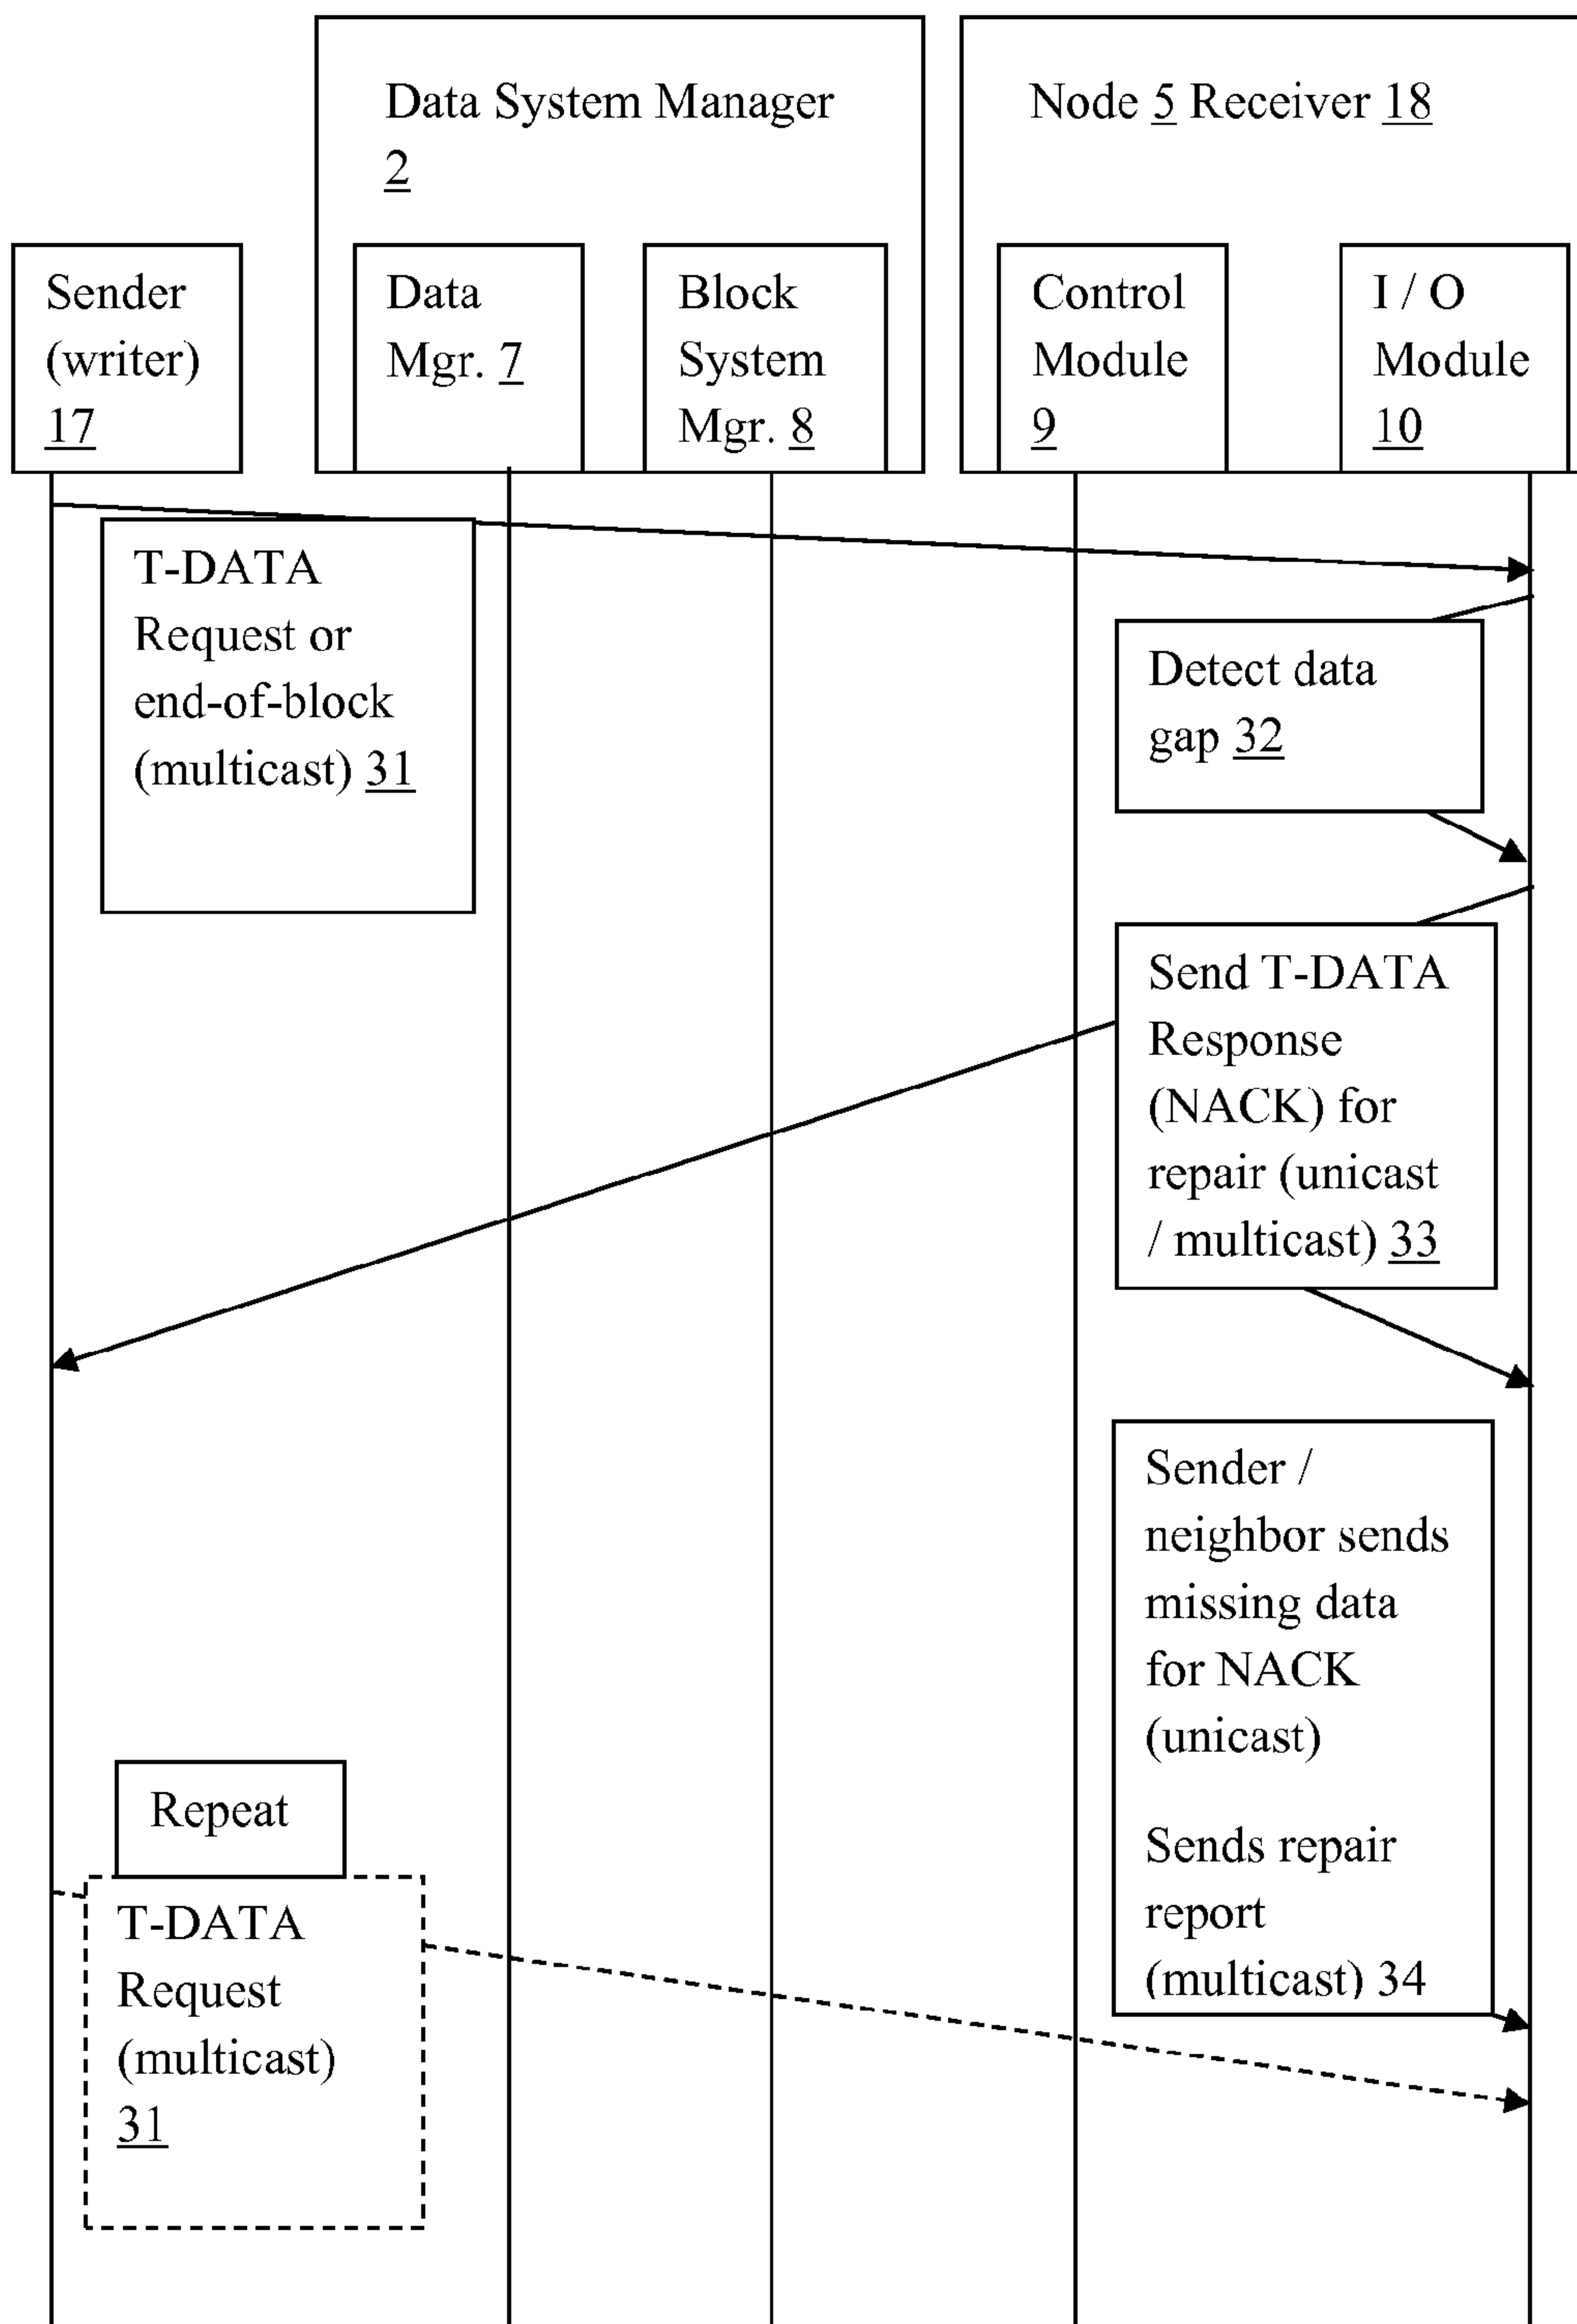 Data System Manager
2
Node 5 Receiver 18
Sender
(writer)
17
Data
Mgr. 7
Block
System
Mgr. 8
Control
Module
9
I / O
Module
10
T-DATA
Request or
end-of-block
(multicast) 31
Detect data
gap 32
Send T-DATA
Response
(NACK) for
repair (unicast
/ multicast) 33
Sender /
neighbor sends
missing data
for NACK
(unicast)
Sends repair
report
(multicast) 34
Repeat
T-DATA
Request
(multicast)
31